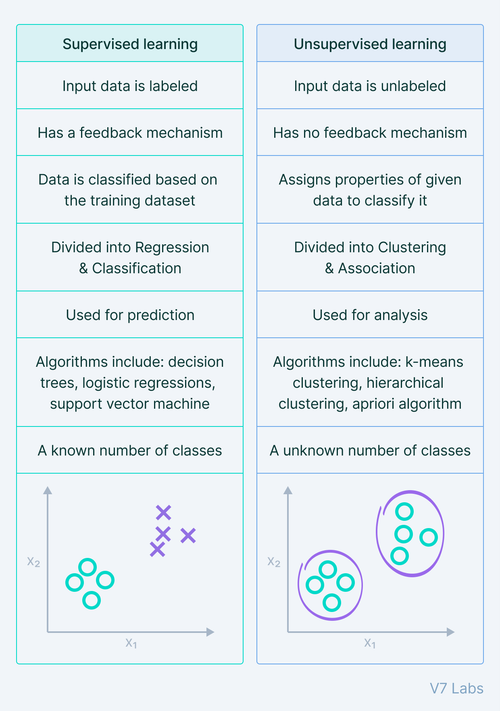 Supervised learning
Input data is labeled
Has a feedback mechanism
Data is classified based on
the training dataset
Divided into Regression
& Classification
Used for prediction
Algorithms include: decision
trees, logistic regressions,
support vector machine
A known number of classes
X₂
X₁
Unsupervised learning
Input data is unlabeled
Has no feedback mechanism
Assigns properties of given
data to classify it
Divided into Clustering
& Association
Used for analysis
Algorithms include: k-means
clustering, hierarchical
clustering, apriori algorithm
A unknown number of classes
X₂
X₁
V7 Labs